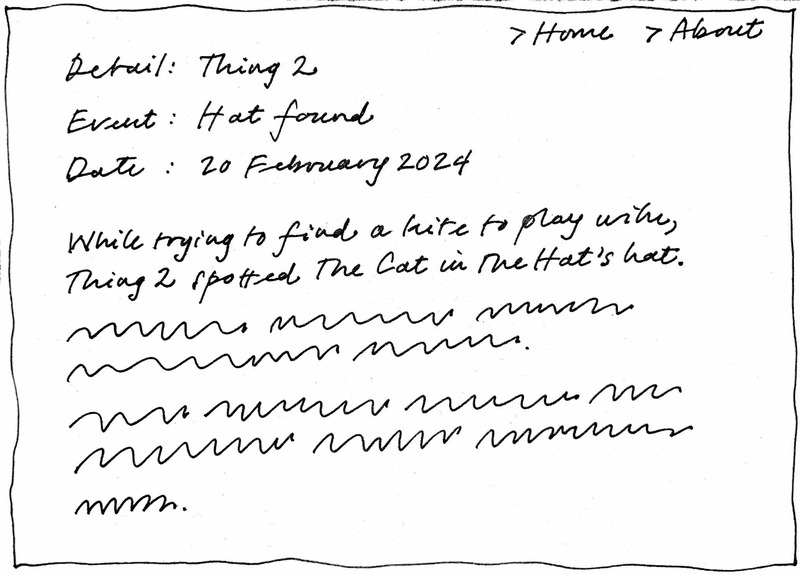 > Home > About
Detail: Thing 2
Event: Hat found
Date : 20 February 2024
While trying to find a kite to play with,
Thing 2 spotted The Cat in The Hat's hat.